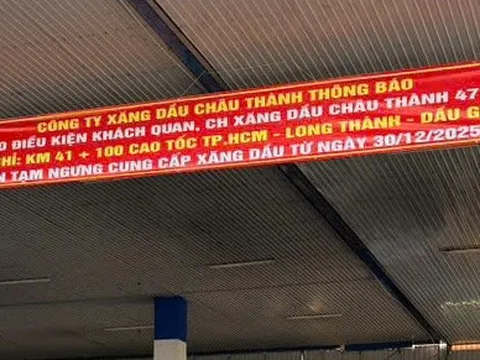 CÔNG TY XĂNG DẦU CHÂU THÀNH THÔNG BÁO
O ĐIỀU KIỆN KHÁCH QUAN, CH XĂNG DẦU CHÂU THÀNH 47
CHỈ: KM 41 + 100 CAO TỐC TP.HCM - LONG THÀNH - DẦU G
N TẠM NGƯNG CUNG CẤP XĂNG DẦU TỪ NGÀY 30/12/2025